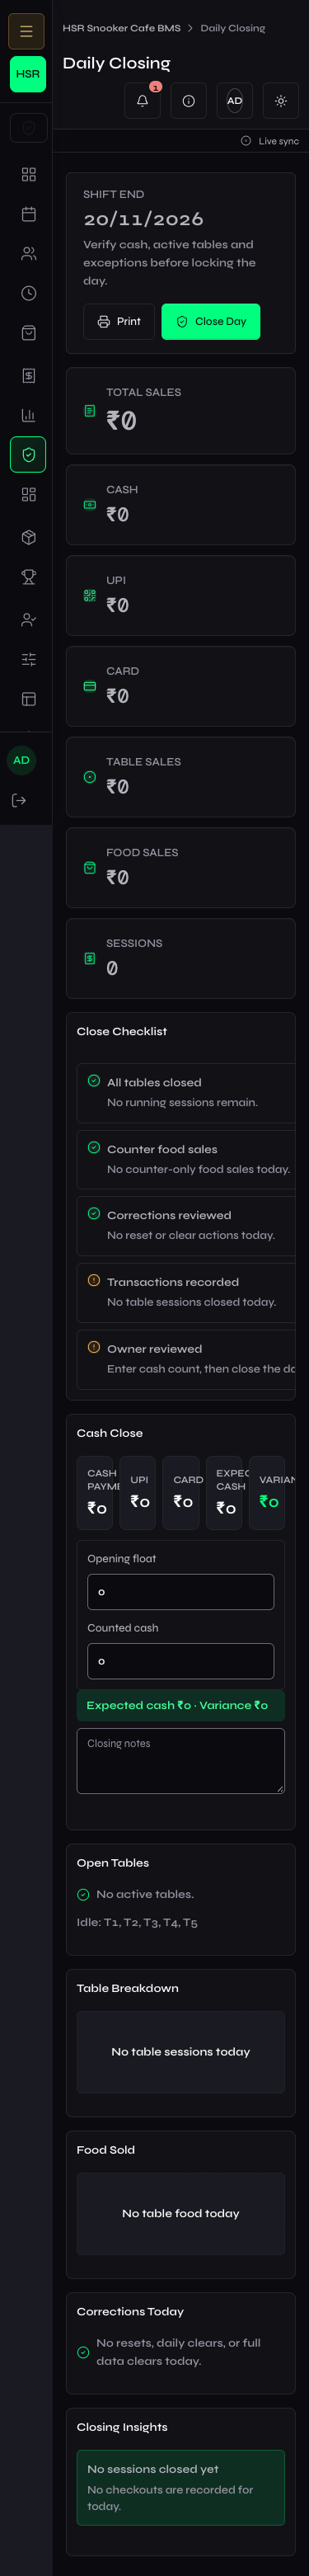 HSR Snooker Cafe BMS > Daily Closing
HSR
Daily Closing
1
AD
Live sync
SHIFT END
20/11/2026
Verify cash, active tables and
exceptions before locking the
day.
Print
Close Day
TOTAL SALES
₹0
CASH
₹0
UPI
₹0
CARD
₹0
TABLE SALES
₹0
FOOD SALES
₹0
SESSIONS
0
AD
Close Checklist
All tables closed
No running sessions remain.
Counter food sales
No counter-only food sales today.
Corrections reviewed
No reset or clear actions today.
Transactions recorded
No table sessions closed today.
Owner reviewed
Enter cash count, then close the da
Cash Close
CASH
PAYME
₹0
UPI
₹0
CARD
₹0
EXPEC
CASH
₹0
VARIAN
₹0
Opening float
0
Counted cash
0
Expected cash ₹0 · Variance ₹0
Closing notes
Open Tables
No active tables.
Idle: T1, T2, T3, T4, T5
Table Breakdown
No table sessions today
Food Sold
No table food today
Corrections Today
No resets, daily clears, or full
data clears today.
Closing Insights
No sessions closed yet
No checkouts are recorded for
today.